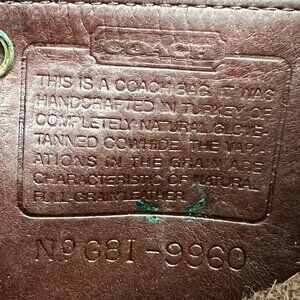 COACH
THIS IS A COACH BAG. IT WAS
HANDCRAFTED IN TURKEY OF
COMPLETELY NATURAL GLOVE-
TANNED COWHIDE. THE VARI-
ATIONS IN THE GRAIN ARE
CHARACTERISTIC OF NATURAL
FULL GRAIN LEATHER.
No G8I-9960